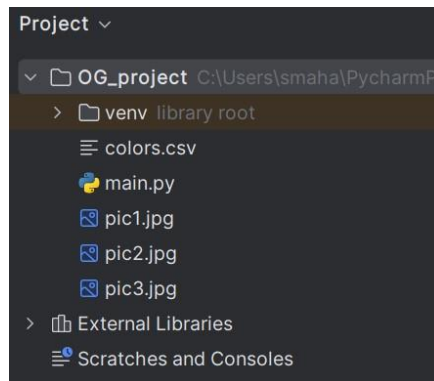 Project
OG_project C:\Users\smaha\PycharmP
venv library root
colors.csv
main.py
pic1.jpg
pic2.jpg
pic3.jpg
External Libraries
Scratches and Consoles